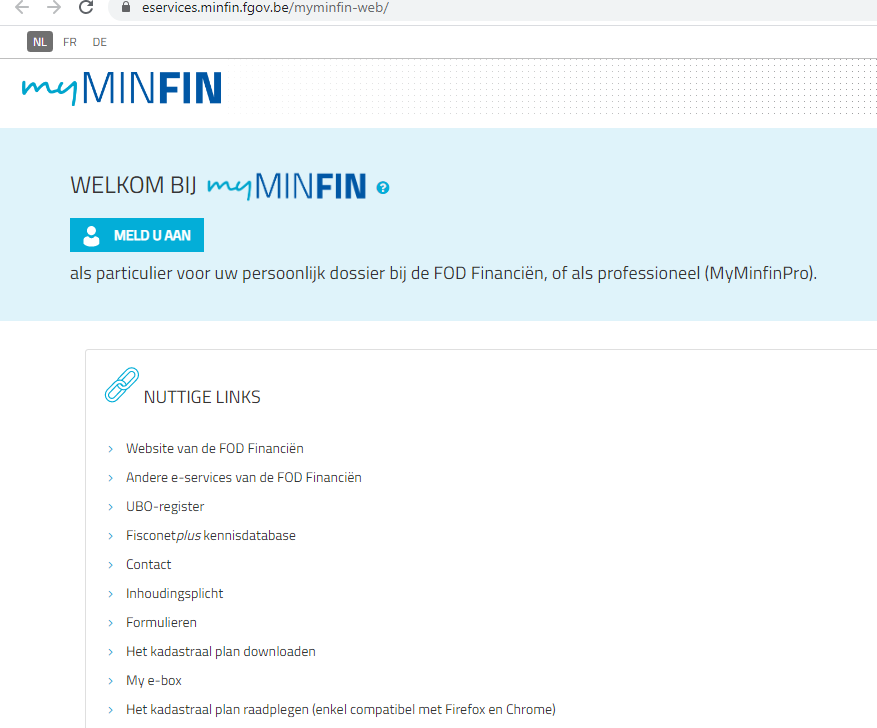 eservices.minfin.fgov.be/myminfin-web/
NL FR DE
myMINFIN
WELKOM BIJ myMINFIN ?
MELD U AAN
als particulier voor uw persoonlijk dossier bij de FOD Financiën, of als professioneel (MyMinfinPro).
NUTTIGE LINKS
Website van de FOD Financiën
Andere e-services van de FOD Financiën
UBO-register
Fisconetplus kennisdatabase
Contact
Inhoudingsplicht
Formulieren
Het kadastraal plan downloaden
My e-box
Het kadastraal plan raadplegen (enkel compatibel met Firefox en Chrome)